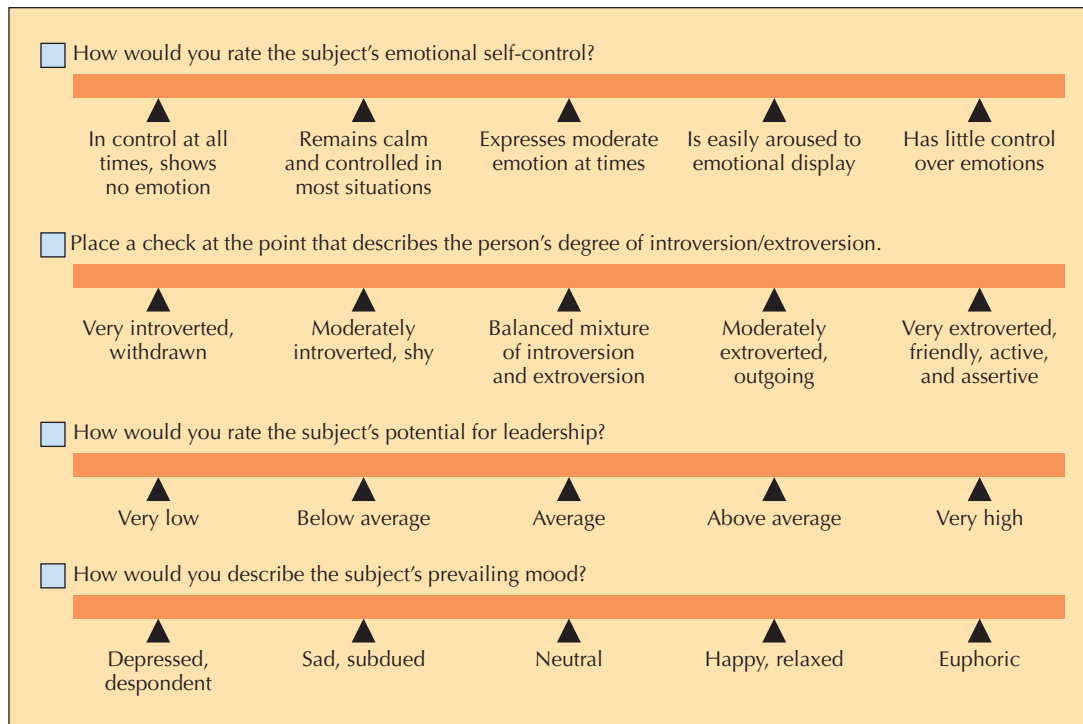 How would you rate the subject's emotional self-control?
In control at all
times, shows
no emotion
Remains calm
and controlled in
most situations
Expresses moderate
emotion at times
Is easily aroused to
emotional display
Has little control
over emotions
Place a check at the point that describes the person's degree of introversion/extroversion.
Very introverted,
withdrawn
Moderately
introverted, shy
Balanced mixture
of introversion
and extroversion
Moderately
extroverted,
outgoing
Very extroverted,
friendly, active,
and assertive
How would you rate the subject's potential for leadership?
Very low
Below average
Average
Above average
Very high
How would you describe the subject's prevailing mood?
Depressed,
despondent
Sad, subdued
Neutral
Happy, relaxed
Euphoric